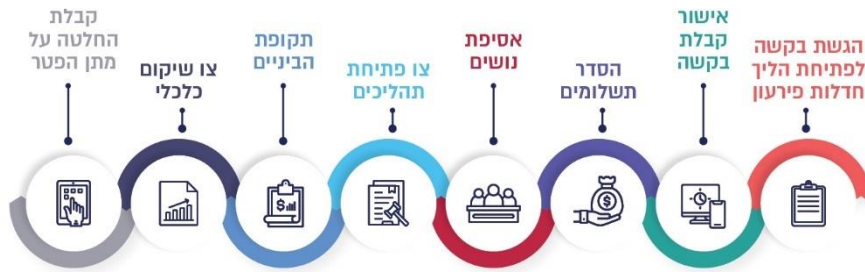 הגשת בקשה
לפתיחת הליך
חדלות פירעון
אישור
קבלת
בקשה
הסדר
תשלומים
אסיפת
נושים
צו פתיחת
תהליכים
תקופת
הביניים
צו שיקום
כלכלי
קבלת
החלטה על
מתן הפטר